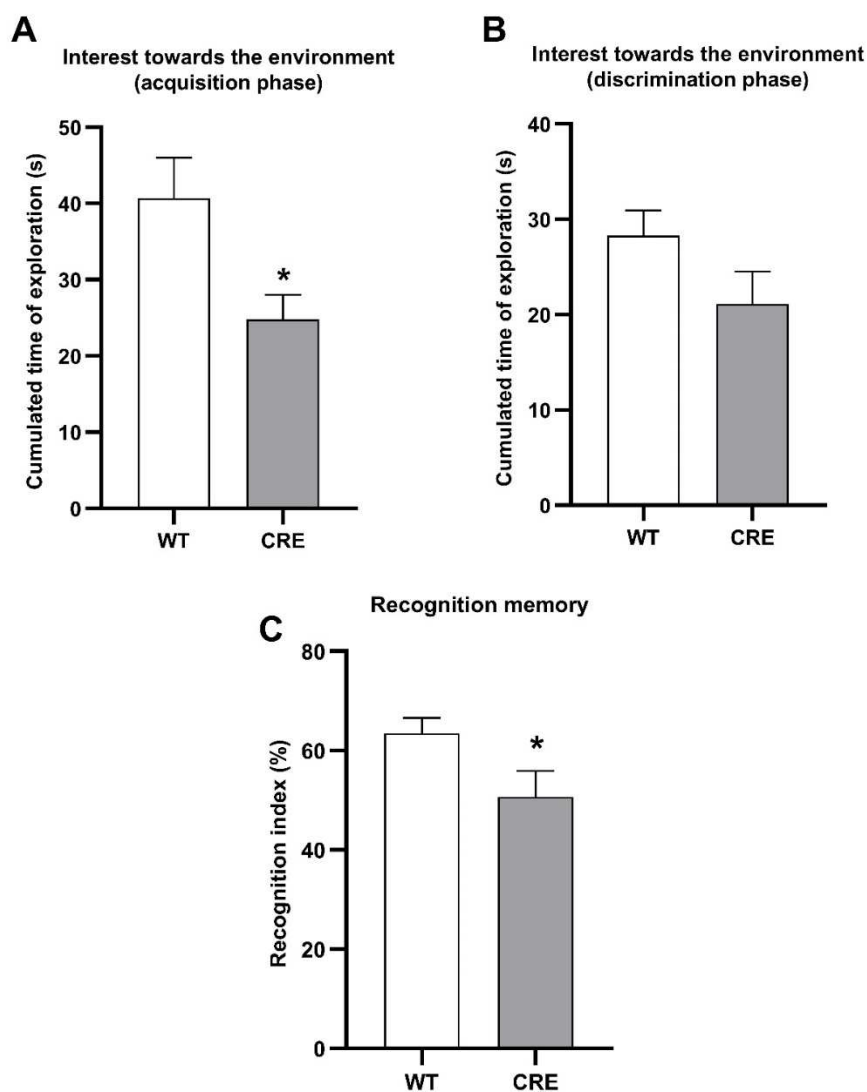 A
Interest towards the environment
(acquisition phase)
Cumulated time of exploration (s)
50
40
30
20
10
0
*
WT
CRE
B
Interest towards the environment
(discrimination phase)
Cumulated time of exploration (s)
40
30
20
10
0
WT
CRE
C
Recognition memory
Recognition index (%)
80
60
40
20
0
*
WT
CRE